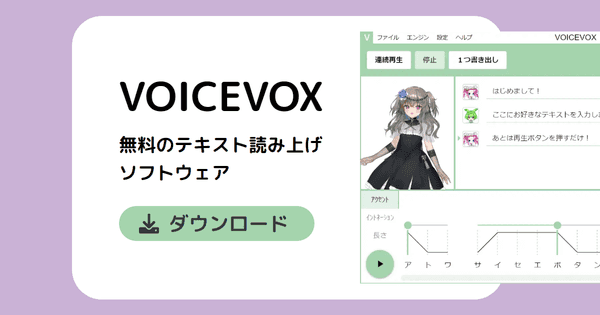 VOICEVOX
無料のテキスト読み上げ
ソフトウェア
ダウンロード
V ファイル エンジン 設定 ヘルプ VOICEVOX
連続再生 停止 1つ書き出し
はじめまして！
ここにお好きなテキストを入力し
あとは再生ボタンを押すだけ！
アクセント
イントネーション
長さ
ア ト ワ サ イ セ エ ボ タ ン